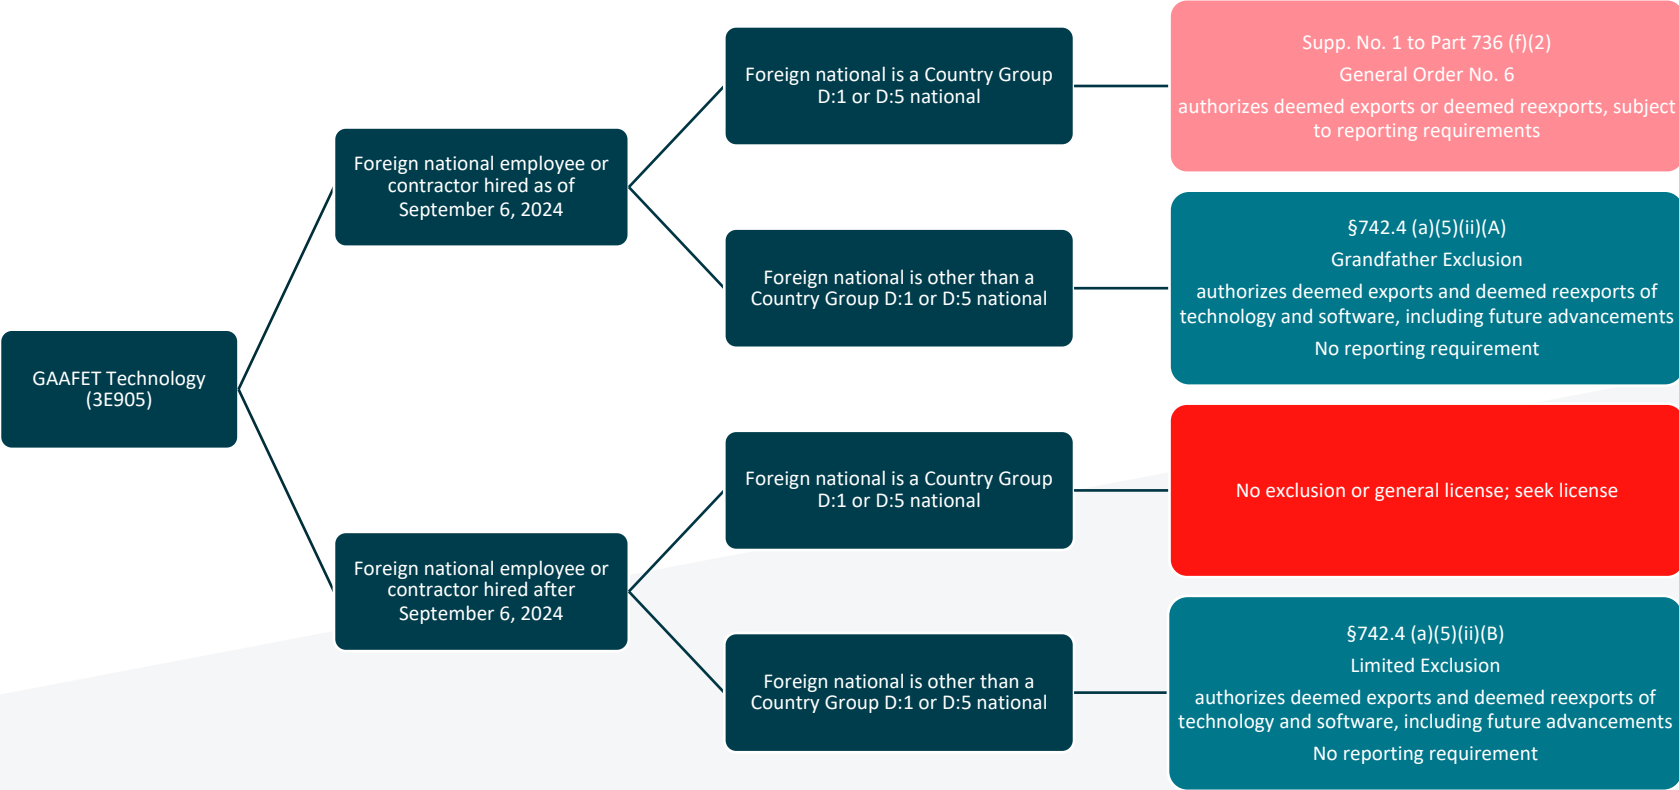 GAAFET Technology
(3E905)
Foreign national employee or
contractor hired as of
September 6, 2024
Foreign national is a Country Group
D:1 or D:5 national
Supp. No. 1 to Part 736 (f)(2)
General Order No. 6
authorizes deemed exports or deemed reexports, subject
to reporting requirements
Foreign national is other than a
Country Group D:1 or D:5 national
§742.4 (a)(5)(ii)(A)
Grandfather Exclusion
authorizes deemed exports and deemed reexports of
technology and software, including future advancements
No reporting requirement
Foreign national employee or
contractor hired after
September 6, 2024
Foreign national is a Country Group
D:1 or D:5 national
No exclusion or general license; seek license
Foreign national is other than a
Country Group D:1 or D:5 national
§742.4 (a)(5)(ii)(B)
Limited Exclusion
authorizes deemed exports and deemed reexports of
technology and software, including future advancements
No reporting requirement